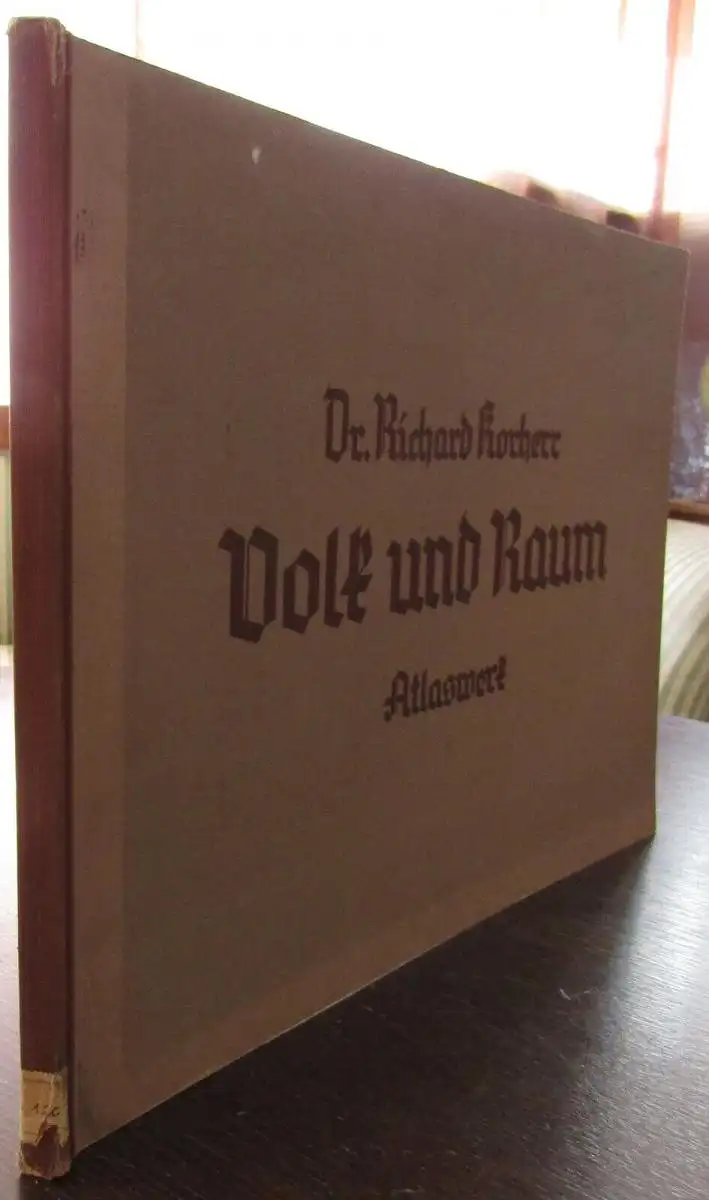 Dr. Richard Korherr
Volk und Raum
Atlaswerk